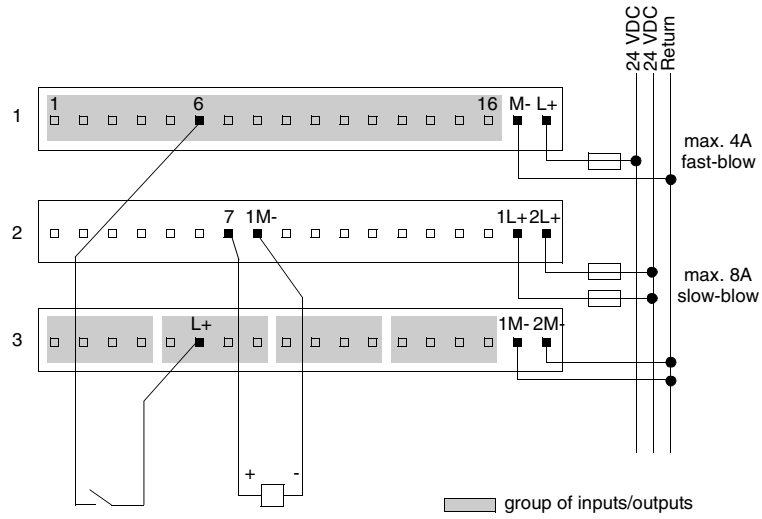 24 VDC
24 VDC
Return
1 6 16 M- L+
1
max. 4A
fast-blow
7 1M- 1L+ 2L+
2
max. 8A
slow-blow
L+ 1M- 2M-
3
+ -
group of inputs/outputs